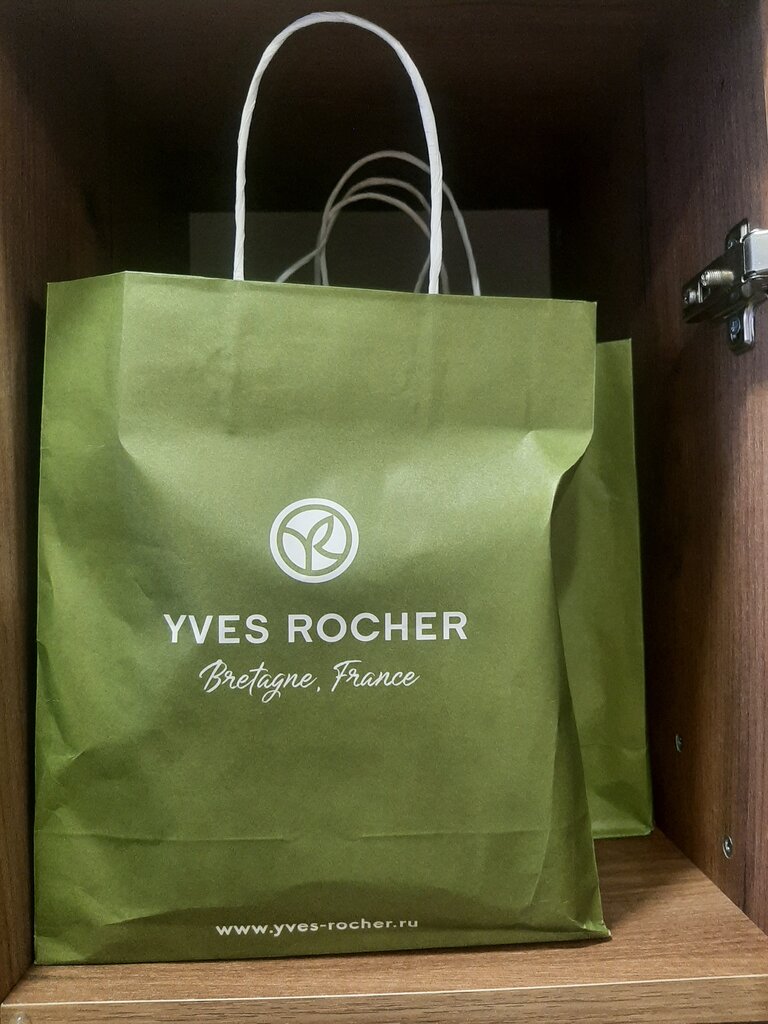 YVES ROCHER
Bretagne, France
www.yves-rocher.ru